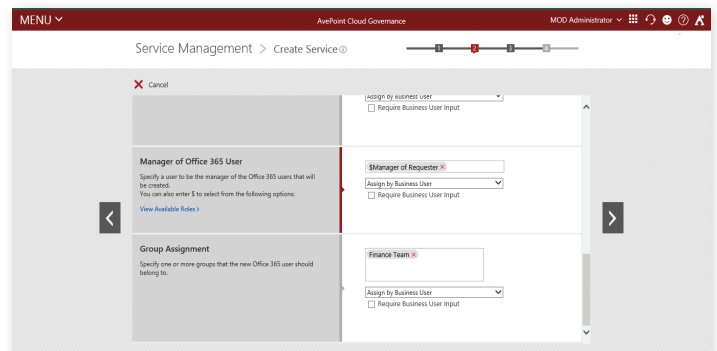 MENU
AvePoint Cloud Governance
MOD Administrator
Service Management > Create Service
1 2 3 4
Cancel
Assign by Business User
Require Business User Input
Manager of Office 365 User
Specify a user to be the manager of the Office 365 users that will
be created.
You can also enter $ to select from the following options:
View Available Roles >
$Manager of Requester ×
Assign by Business User
Require Business User Input
Group Assignment
Specify one or more groups that the new Office 365 user should
belong to.
Finance Team ×
Assign by Business User
Require Business User Input